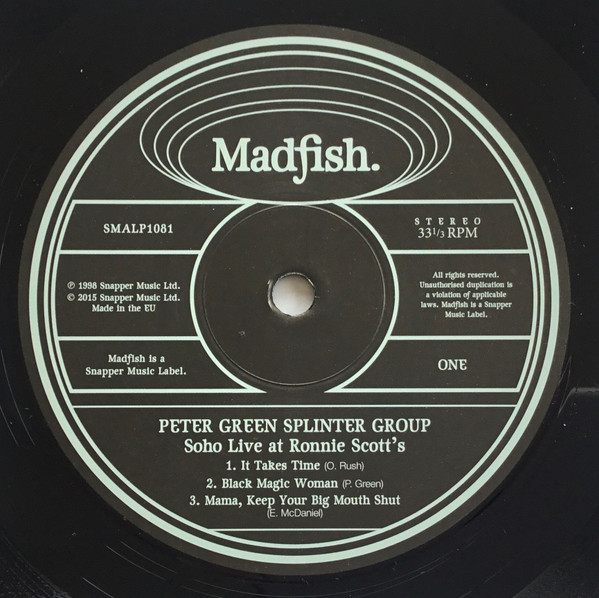 Madfish.
SMALP1081
STEREO
33 1/3 RPM
℗ 1998 Snapper Music Ltd.
© 2015 Snapper Music Ltd.
Made in the EU
All rights reserved.
Unauthorised duplication is
a violation of applicable
laws. Madfish is a Snapper
Music Label.
Madfish is a
Snapper Music Label.
ONE
PETER GREEN SPLINTER GROUP
Soho Live at Ronnie Scott's
1. It Takes Time (O. Rush)
2. Black Magic Woman (P. Green)
3. Mama, Keep Your Big Mouth Shut
(E. McDaniel)